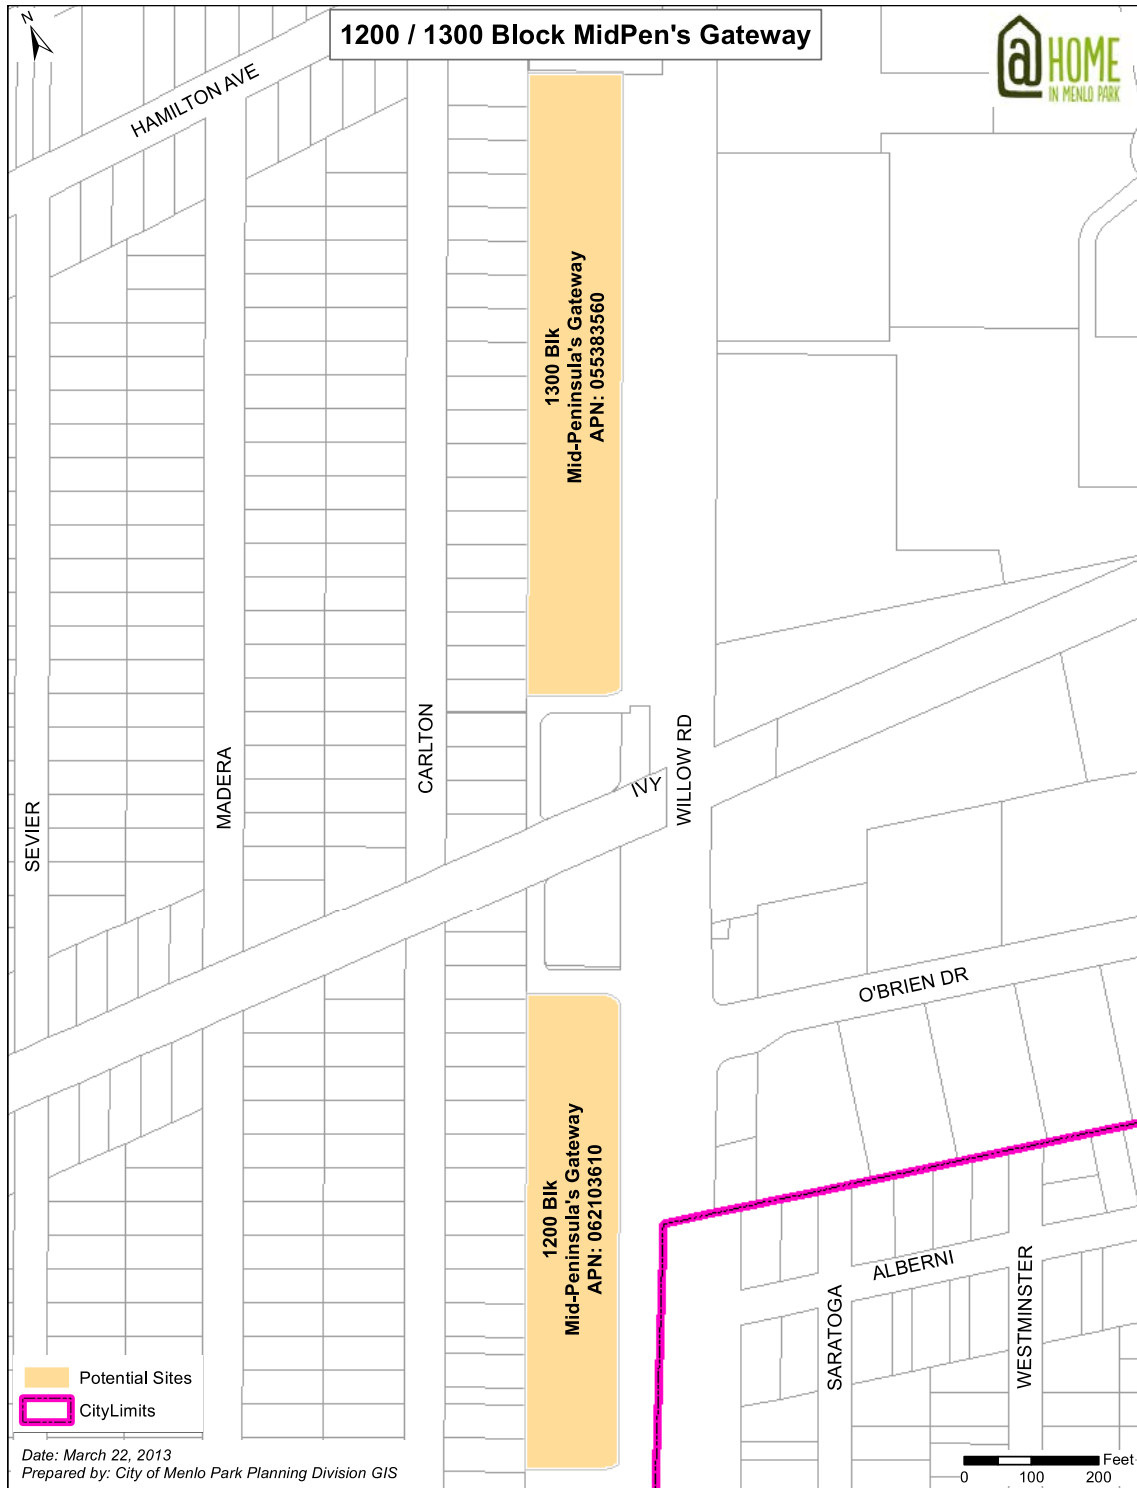 1200 / 1300 Block MidPen's Gateway
N
@ HOME
IN MENLO PARK
HAMILTON AVE
1300 Blk
Mid-Peninsula's Gateway
APN: 055383560
SEVIER
MADERA
CARLTON
IVY
WILLOW RD
O'BRIEN DR
1200 Blk
Mid-Peninsula's Gateway
APN: 062103610
ALBERNI
SARATOGA
WESTMINSTER
Potential Sites
CityLimits
Date: March 22, 2013
Prepared by: City of Menlo Park Planning Division GIS
Feet
0 100 200